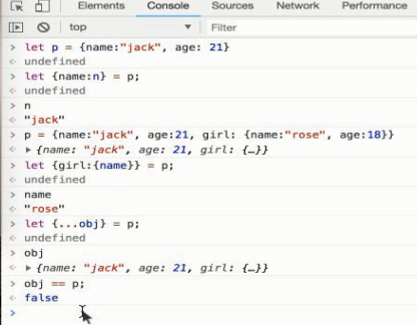 Elements Console Sources Network Performance
top Filter
> let p = {name:"jack", age: 21}
< undefined
> let {name:n} = p;
< undefined
> n
< "jack"
> p = {name:"jack", age:21, girl: {name:"rose", age:18}}
< ▸ {name: "jack", age: 21, girl: {…}}
> let {girl:{name}} = p;
< undefined
> name
< "rose"
> let {...obj} = p;
< undefined
> obj
< ▸ {name: "jack", age: 21, girl: {…}}
> obj == p;
< false
>